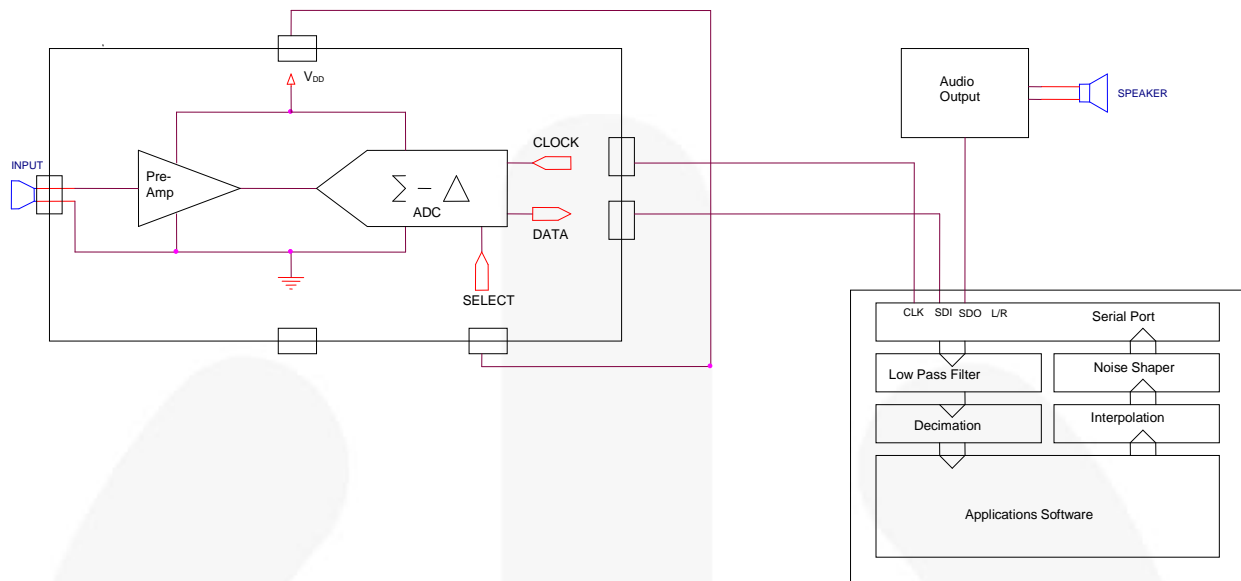 V_DD
INPUT
Pre-
Amp
CLOCK
∑ − △
ADC
DATA
SELECT
Audio
Output
SPEAKER
CLK SDI SDO L/R
Serial Port
Low Pass Filter
Noise Shaper
Decimation
Interpolation
Applications Software